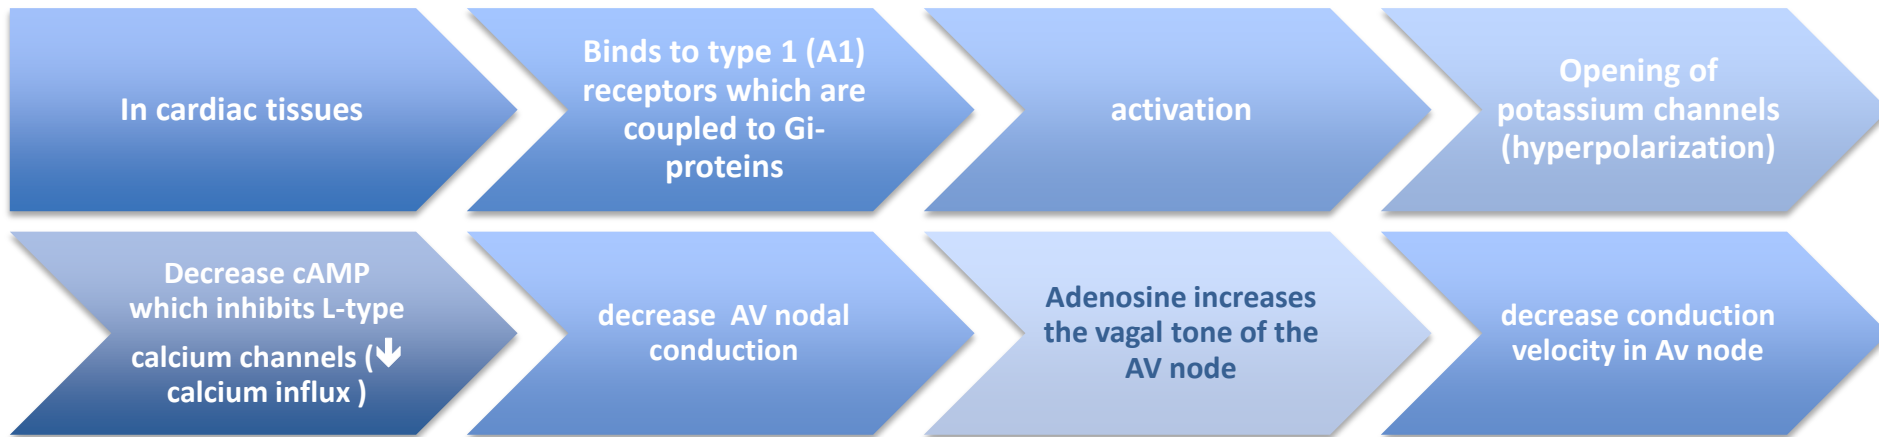 In cardiac tissues
Binds to type 1 (A1)
receptors which are
coupled to Gi-
proteins
activation
Opening of
potassium channels
(hyperpolarization)
Decrease cAMP
which inhibits L-type
calcium channels (🡻
calcium influx )
decrease  AV nodal
conduction
Adenosine increases
the vagal tone of the
AV node
decrease conduction
velocity in Av node